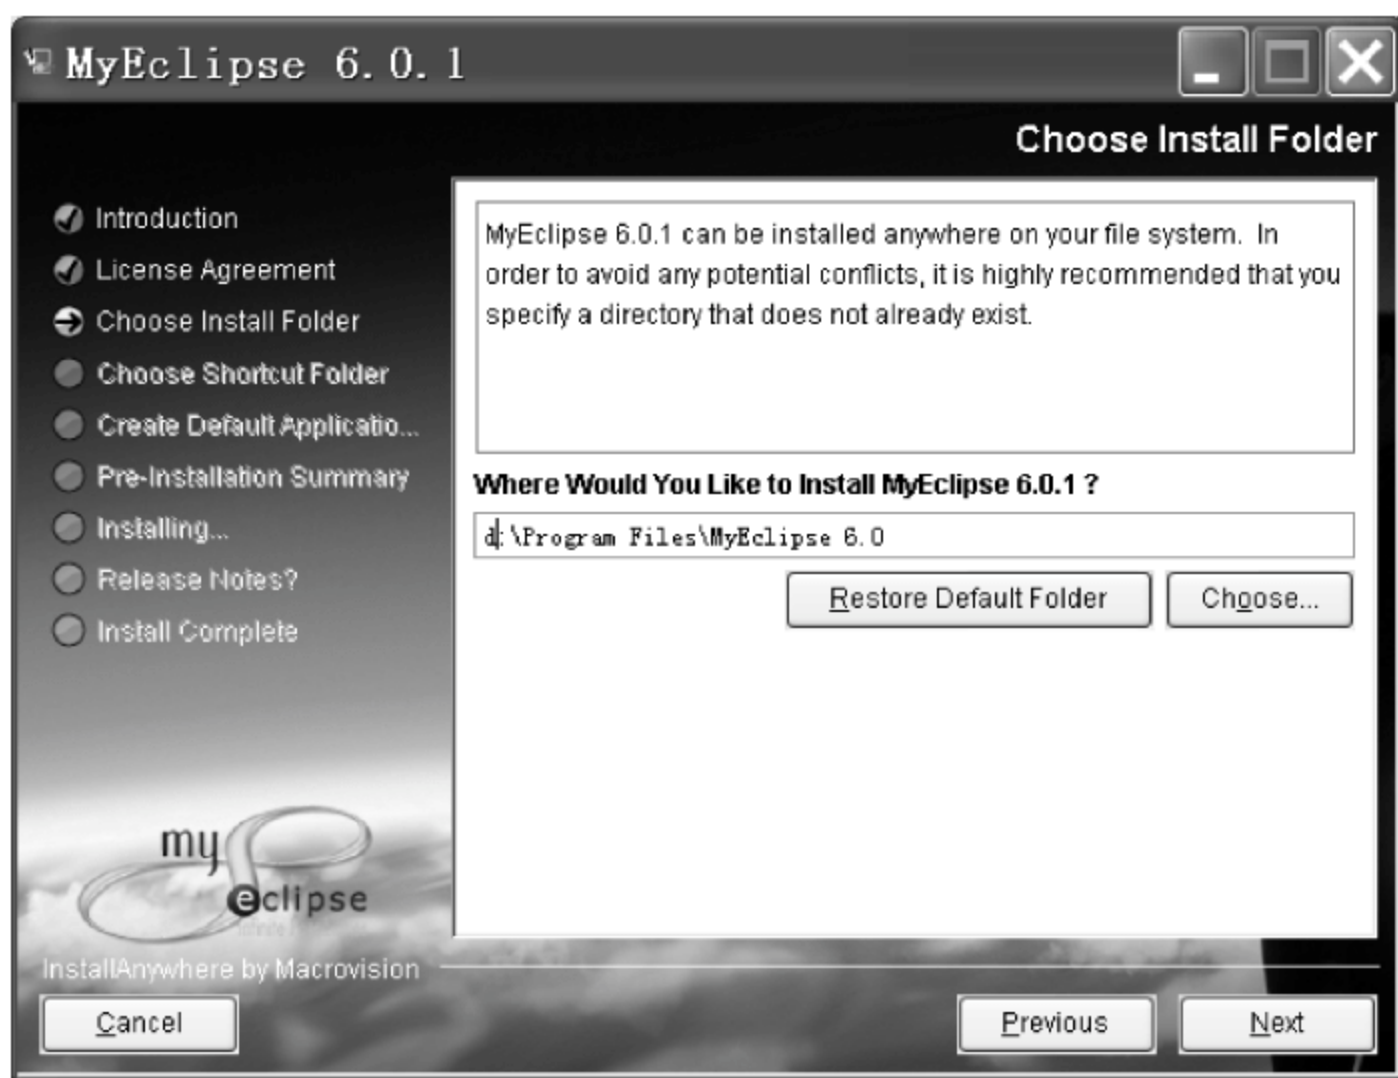 MyEclipse 6.0.1
Choose Install Folder
Introduction
License Agreement
Choose Install Folder
Choose Shortcut Folder
Create Default Applicatio...
Pre-Installation Summary
Installing...
Release Notes?
Install Complete
MyEclipse 6.0.1 can be installed anywhere on your file system. In
order to avoid any potential conflicts, it is highly recommended that you
specify a directory that does not already exist.
Where Would You Like to Install MyEclipse 6.0.1 ?
d:\Program Files\MyEclipse 6.0
Restore Default Folder
Choose...
my
eclipse
InstallAnywhere by Macrovision
Cancel
Previous
Next